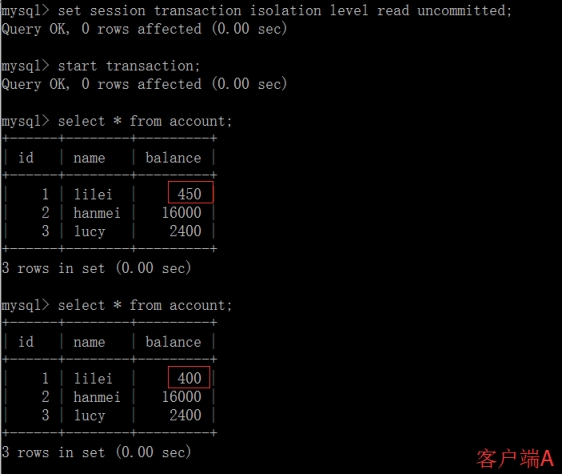 mysql> set session transaction isolation level read uncommitted;
Query OK, 0 rows affected (0.00 sec)
mysql> start transaction;
Query OK, 0 rows affected (0.00 sec)
mysql> select * from account;
+------+--------+---------+
| id   | name   | balance |
+------+--------+---------+
|    1 | lilei  |     450 |
|    2 | hanmei |   16000 |
|    3 | lucy   |    2400 |
+------+--------+---------+
3 rows in set (0.00 sec)
mysql> select * from account;
+------+--------+---------+
| id   | name   | balance |
+------+--------+---------+
|    1 | lilei  |     400 |
|    2 | hanmei |   16000 |
|    3 | lucy   |    2400 |
+------+--------+---------+
3 rows in set (0.00 sec)
客户端A